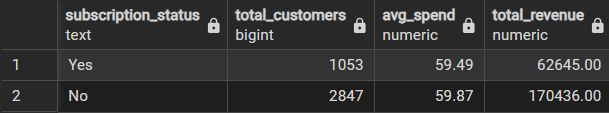 subscription_status total_customers avg_spend total_revenue
text bigint numeric numeric
1 Yes 1053 59.49 62645.00
2 No 2847 59.87 170436.00